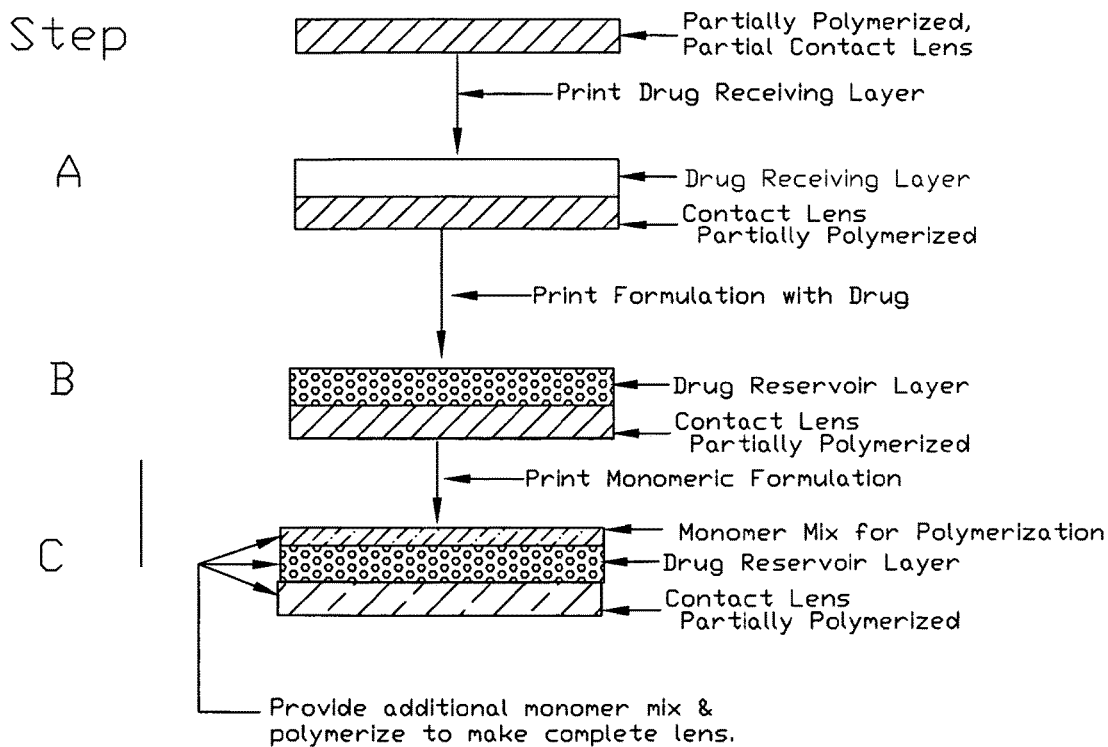 Step
Partially Polymerized,
Partial Contact Lens
Print Drug Receiving Layer
A
Drug Receiving Layer
Contact Lens
Partially Polymerized
Print Formulation with Drug
B
Drug Reservoir Layer
Contact Lens
Partially Polymerized
Print Monomeric Formulation
C
Monomer Mix for Polymerization
Drug Reservoir Layer
Contact Lens
Partially Polymerized
Provide additional monomer mix &
polymerize to make complete lens.